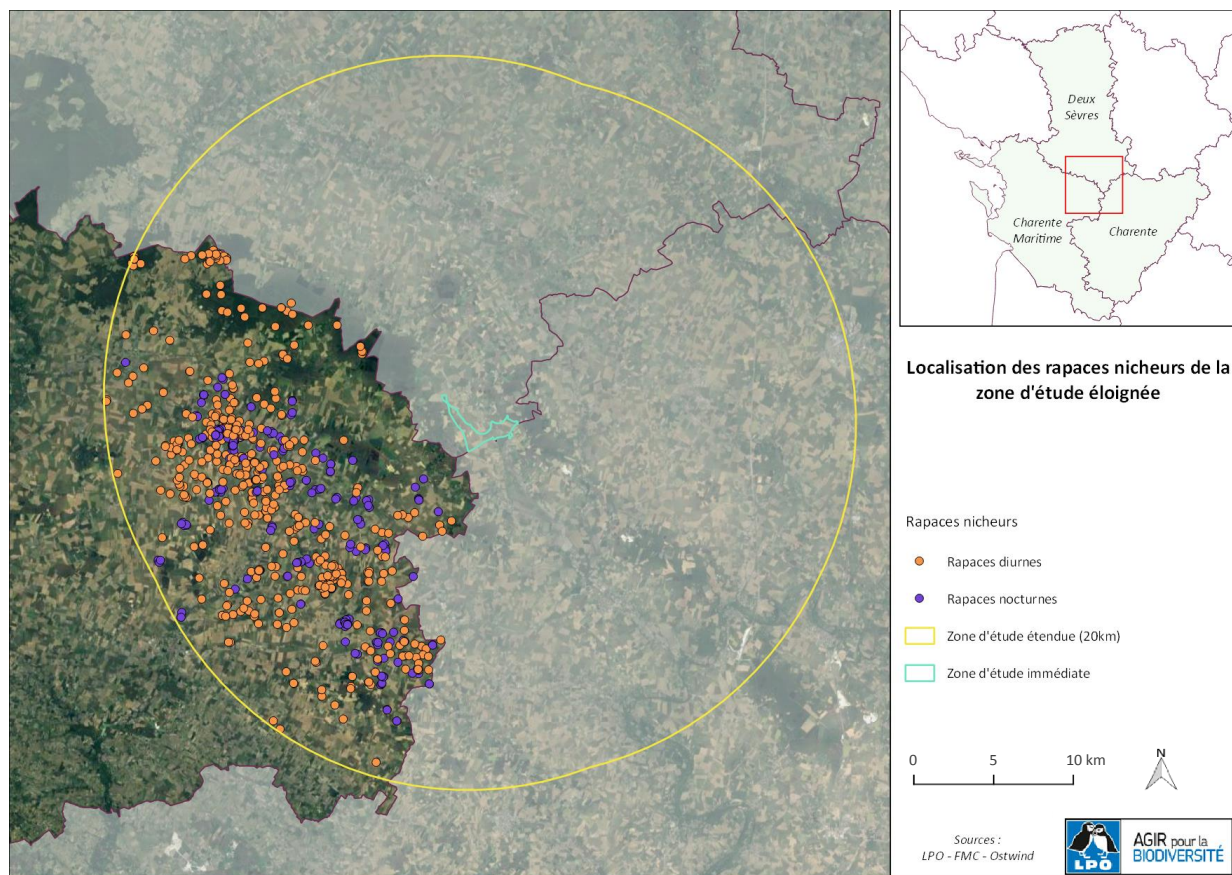 Deux
Sèvres
Charente
Maritime
Charente
Localisation des rapaces nicheurs de la
zone d'étude éloignée
Rapaces nicheurs
Rapaces diurnes
Rapaces nocturnes
Zone d'étude étendue (20km)
Zone d'étude immédiate
0 5 10 km
N
Sources :
LPO - FMC - Ostwind
LPO
AGIR pour la
BIODIVERSITÉ